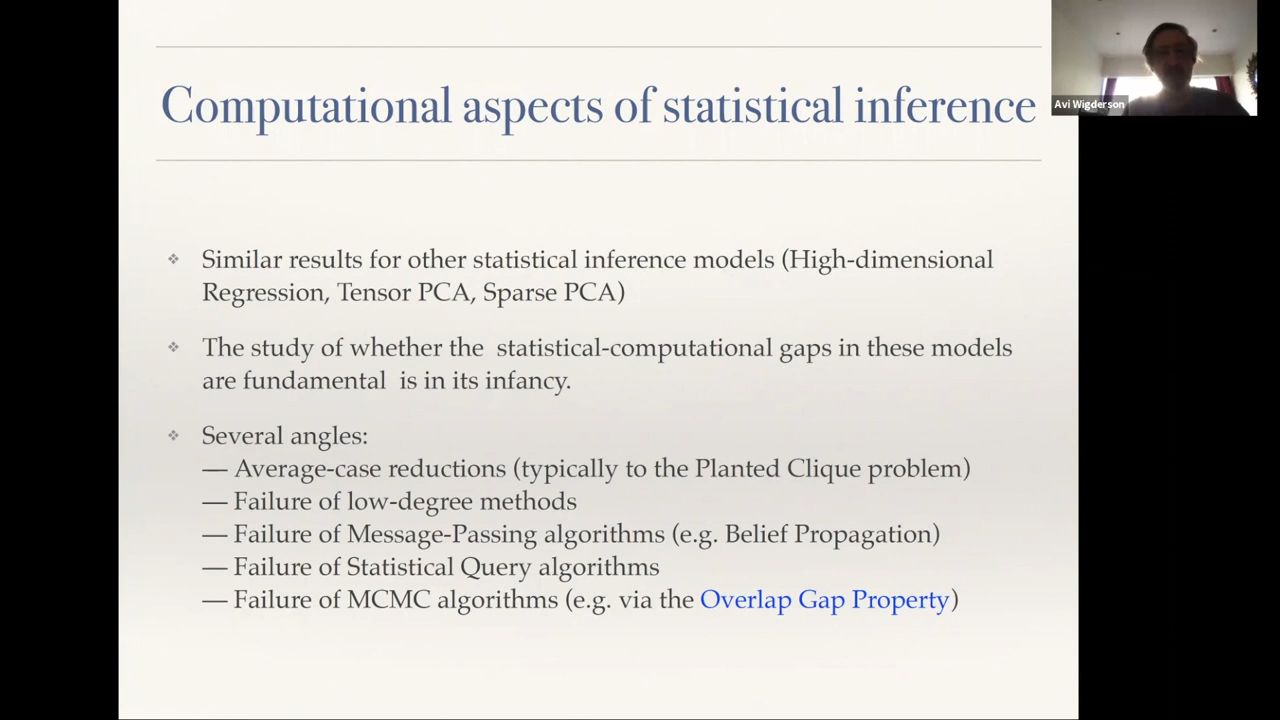 Computational aspects of statistical inference
Avi Wigderson
❖ Similar results for other statistical inference models (High-dimensional
Regression, Tensor PCA, Sparse PCA)
❖ The study of whether the statistical-computational gaps in these models
are fundamental is in its infancy.
❖ Several angles:
— Average-case reductions (typically to the Planted Clique problem)
— Failure of low-degree methods
— Failure of Message-Passing algorithms (e.g. Belief Propagation)
— Failure of Statistical Query algorithms
— Failure of MCMC algorithms (e.g. via the Overlap Gap Property)